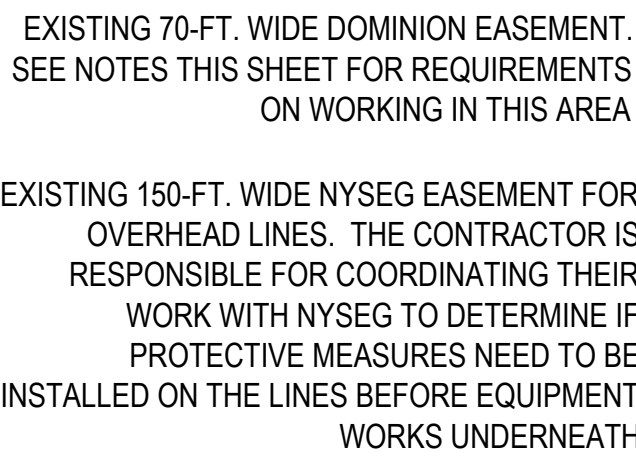 EXISTING 70-FT. WIDE DOMINION EASEMENT.
SEE NOTES THIS SHEET FOR REQUIREMENTS
ON WORKING IN THIS AREA
EXISTING 150-FT. WIDE NYSEG EASEMENT FOR
OVERHEAD LINES. THE CONTRACTOR IS
RESPONSIBLE FOR COORDINATING THEIR
WORK WITH NYSEG TO DETERMINE IF
PROTECTIVE MEASURES NEED TO BE
INSTALLED ON THE LINES BEFORE EQUIPMENT
WORKS UNDERNEATH